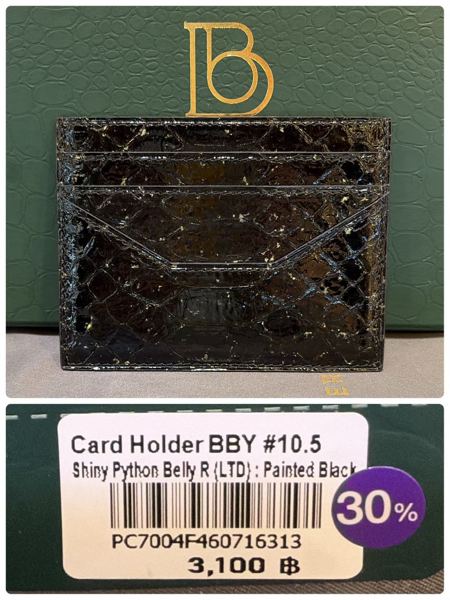 B
Card Holder BBY #10.5
Shiny Python Belly R (LTD) : Painted Black
30%
PC7004F460716313
3,100 ฿